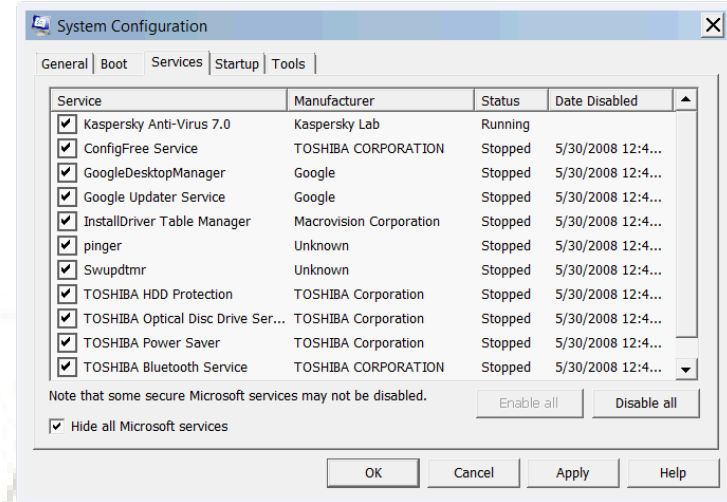 System Configuration
General Boot Services Startup Tools
Service Manufacturer Status Date Disabled
Kaspersky Anti-Virus 7.0 Kaspersky Lab Running
ConfigFree Service TOSHIBA CORPORATION Stopped 5/30/2008 12:4...
GoogleDesktopManager Google Stopped 5/30/2008 12:4...
Google Updater Service Google Stopped 5/30/2008 12:4...
InstallDriver Table Manager Macrovision Corporation Stopped 5/30/2008 12:4...
pinger Unknown Stopped 5/30/2008 12:4...
Swupdtmr Unknown Stopped 5/30/2008 12:4...
TOSHIBA HDD Protection TOSHIBA Corporation Stopped 5/30/2008 12:4...
TOSHIBA Optical Disc Drive Ser... TOSHIBA Corporation Stopped 5/30/2008 12:4...
TOSHIBA Power Saver TOSHIBA Corporation Stopped 5/30/2008 12:4...
TOSHIBA Bluetooth Service TOSHIBA CORPORATION Stopped 5/30/2008 12:4...
Note that some secure Microsoft services may not be disabled.
Enable all Disable all
Hide all Microsoft services
OK Cancel Apply Help